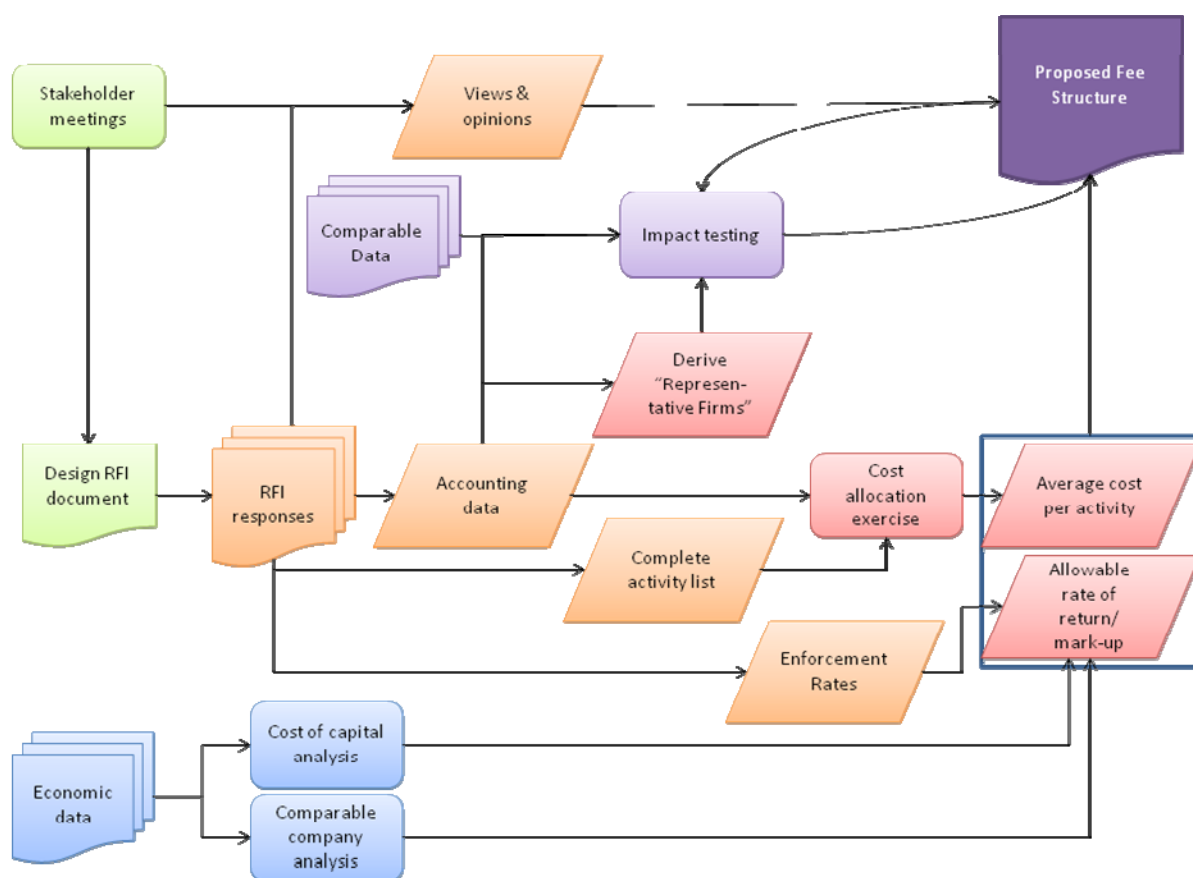 Stakeholder
meetings
Views &
opinions
Proposed Fee
Structure
Comparable
Data
Impact testing
Derive
“Represen-
tative Firms”
Design RFI
document
RFI
responses
Accounting
data
Cost
allocation
exercise
Average cost
per activity
Complete
activity list
Allowable
rate of
return/
mark-up
Enforcement
Rates
Economic
data
Cost of capital
analysis
Comparable
company
analysis